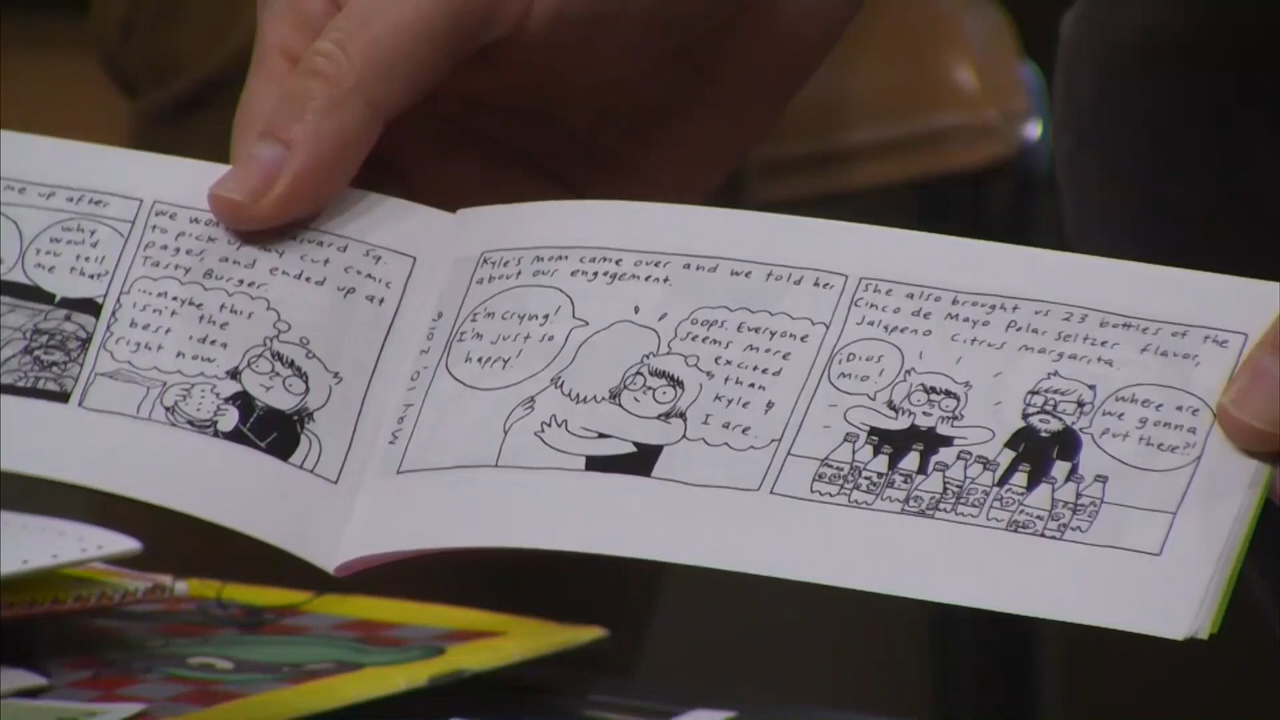 me up after
why
would
you tell
me that?
we
to pick up my cut comic
pages, and ended up at
Tasty Burger.
...maybe this
isn't the
best idea
right now.
May 10, 2016
Kyle's mom came over and we told her
about our engagement.
I'm crying!
I'm just so
happy!
oops. Everyone
seems more
excited
than
Kyle &
I are.
She also brought us 23 bottles of the
Cinco de Mayo Polar seltzer flavor,
Jalapeno Citrus Margarita.
¡Dios
mio!
where are
we gonna
put these?!
POLAR